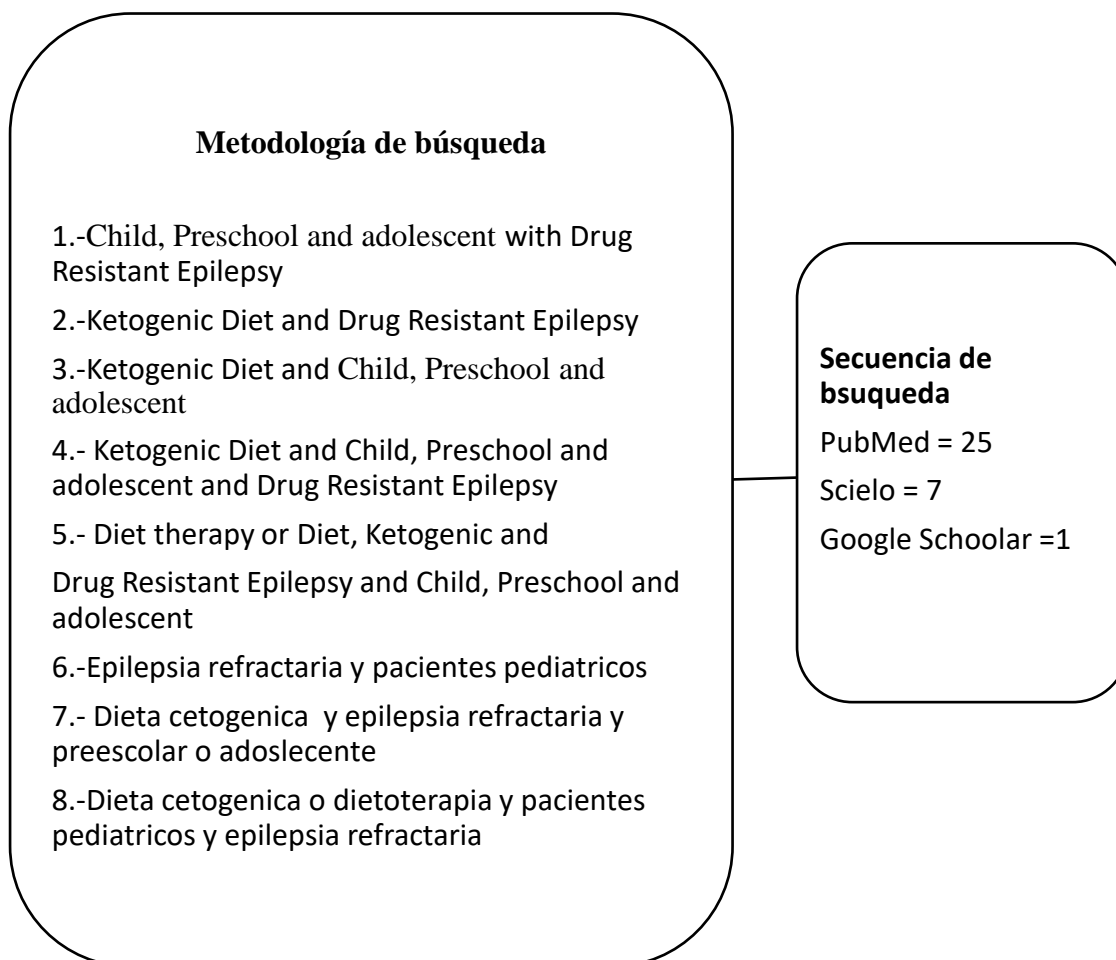 Metodología de búsqueda
1.-Child, Preschool and adolescent with Drug
Resistant Epilepsy
2.-Ketogenic Diet and Drug Resistant Epilepsy
3.-Ketogenic Diet and Child, Preschool and
adolescent
4.- Ketogenic Diet and Child, Preschool and
adolescent and Drug Resistant Epilepsy
5.- Diet therapy or Diet, Ketogenic and
Drug Resistant Epilepsy and Child, Preschool and
adolescent
6.-Epilepsia refractaria y pacientes pediatricos
7.- Dieta cetogenica  y epilepsia refractaria y
preescolar o adoslecente
8.-Dieta cetogenica o dietoterapia y pacientes
pediatricos y epilepsia refractaria
Secuencia de
bsuqueda
PubMed = 25
Scielo = 7
Google Schoolar =1